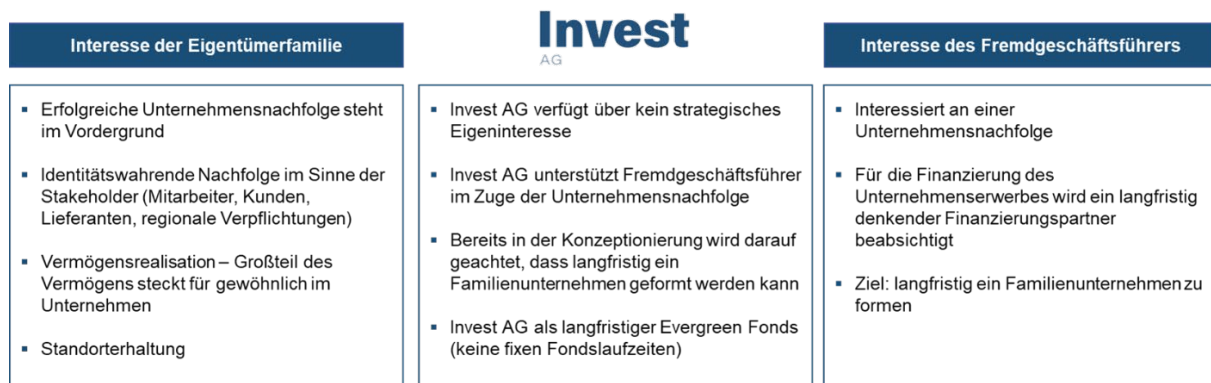 Interesse der Eigentümerfamilie
▪ Erfolgreiche Unternehmensnachfolge steht
im Vordergrund
▪ Identitätswahrende Nachfolge im Sinne der
Stakeholder (Mitarbeiter, Kunden,
Lieferanten, regionale Verpflichtungen)
▪ Vermögensrealisation – Großteil des
Vermögens steckt für gewöhnlich im
Unternehmen
▪ Standorterhaltung
Invest
AG
▪ Invest AG verfügt über kein strategisches
Eigeninteresse
▪ Invest AG unterstützt Fremdgeschäftsführer
im Zuge der Unternehmensnachfolge
▪ Bereits in der Konzeptionierung wird darauf
geachtet, dass langfristig ein
Familienunternehmen geformt werden kann
▪ Invest AG als langfristiger Evergreen Fonds
(keine fixen Fondslaufzeiten)
Interesse des Fremdgeschäftsführers
▪ Interessiert an einer
Unternehmensnachfolge
▪ Für die Finanzierung des
Unternehmenserwerbes wird ein langfristig
denkender Finanzierungspartner
beabsichtigt
▪ Ziel: langfristig ein Familienunternehmen zu
formen